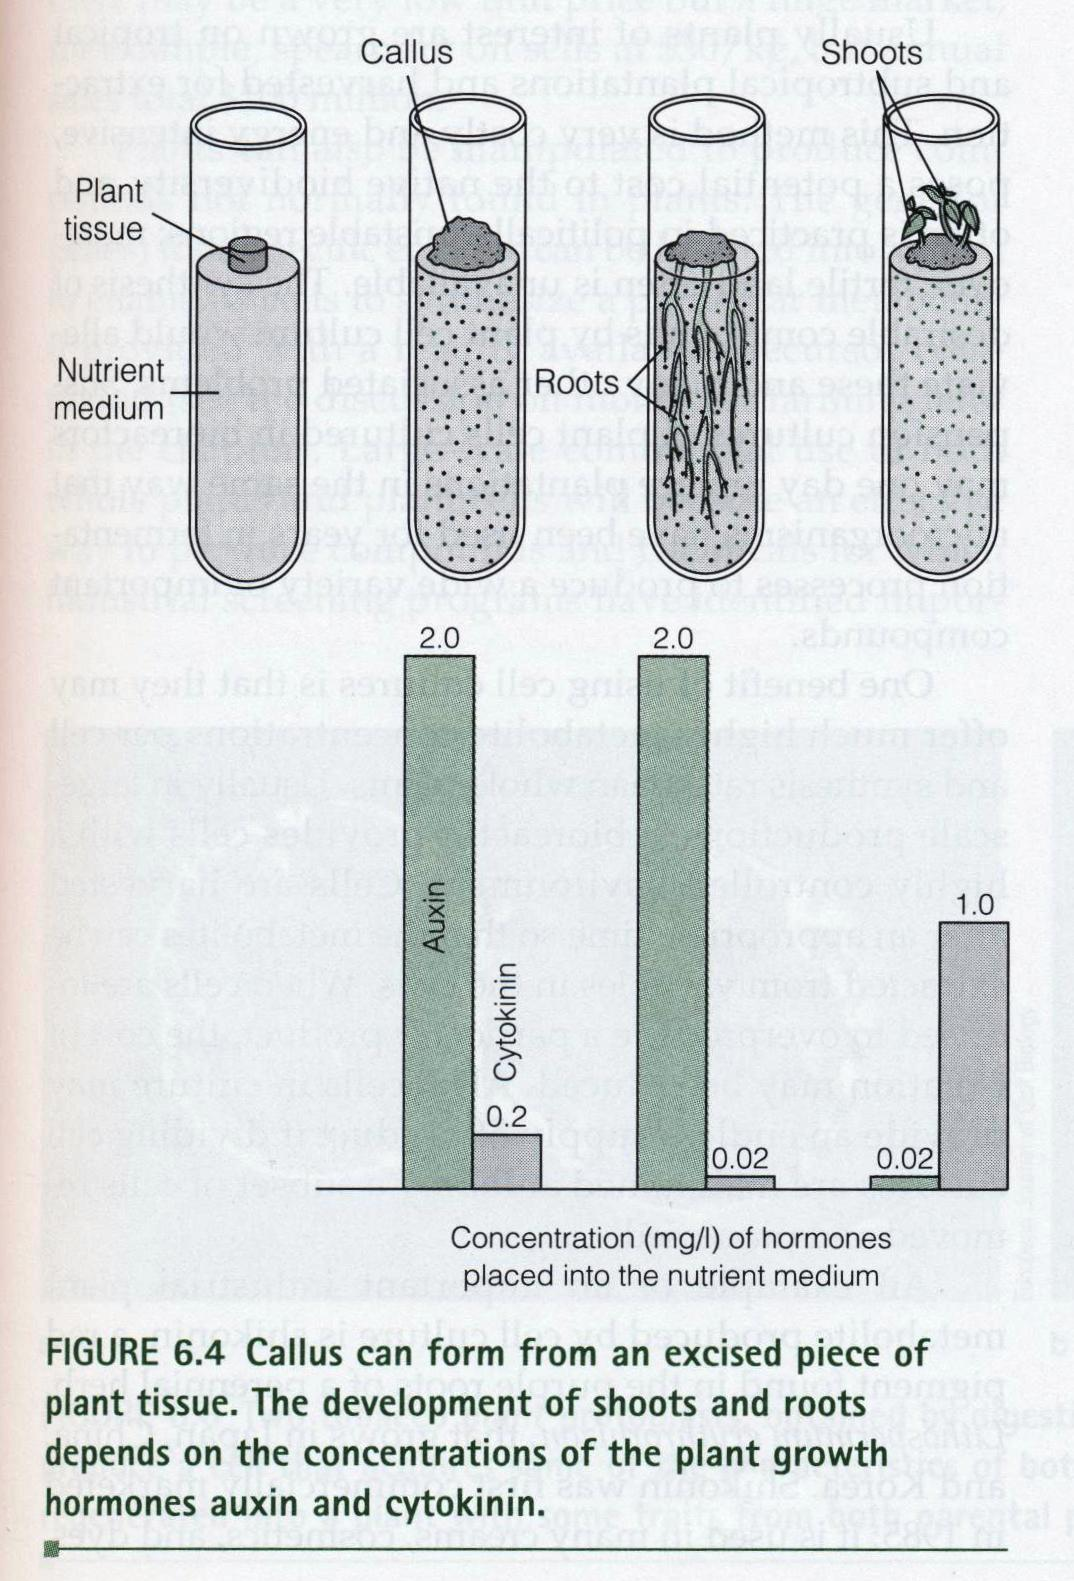 Callus
Shoots
Plant
tissue
Nutrient
medium
Roots
2.0
2.0
Auxin
Cytokinin
0.2
0.02
0.02
1.0
Concentration (mg/l) of hormones
placed into the nutrient medium
FIGURE 6.4 Callus can form from an excised piece of
plant tissue. The development of shoots and roots
depends on the concentrations of the plant growth
hormones auxin and cytokinin.